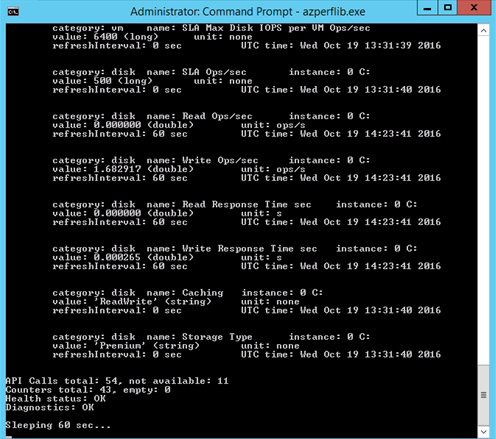 Administrator: Command Prompt - azperflib.exe
category: vm name: SLA Max Disk IOPS per VM Ops/sec
value: 6400 (long) unit: none
refreshInterval: 0 sec UTC time: Wed Oct 19 13:31:39 2016
category: disk name: SLA Ops/sec instance: 0 C:
value: 500 (long) unit: none
refreshInterval: 0 sec UTC time: Wed Oct 19 13:31:40 2016
category: disk name: Read Ops/sec instance: 0 C:
value: 0.000000 (double) unit: ops/s
refreshInterval: 60 sec UTC time: Wed Oct 19 14:23:41 2016
category: disk name: Write Ops/sec instance: 0 C:
value: 1.682917 (double) unit: ops/s
refreshInterval: 60 sec UTC time: Wed Oct 19 14:23:41 2016
category: disk name: Read Response Time sec instance: 0 C:
value: 0.000000 (double) unit: s
refreshInterval: 60 sec UTC time: Wed Oct 19 14:23:41 2016
category: disk name: Write Response Time sec instance: 0 C:
value: 0.000265 (double) unit: s
refreshInterval: 60 sec UTC time: Wed Oct 19 14:23:41 2016
category: disk name: Caching instance: 0 C:
value: 'ReadWrite' (string) unit: none
refreshInterval: 0 sec UTC time: Wed Oct 19 13:31:40 2016
category: disk name: Storage Type instance: 0 C:
value: 'Premium' (string) unit: none
refreshInterval: 0 sec UTC time: Wed Oct 19 13:31:40 2016
API Calls total: 54, not available: 11
Counters total: 43, empty: 0
Health status: OK
Diagnostics: OK
Sleeping 60 sec...